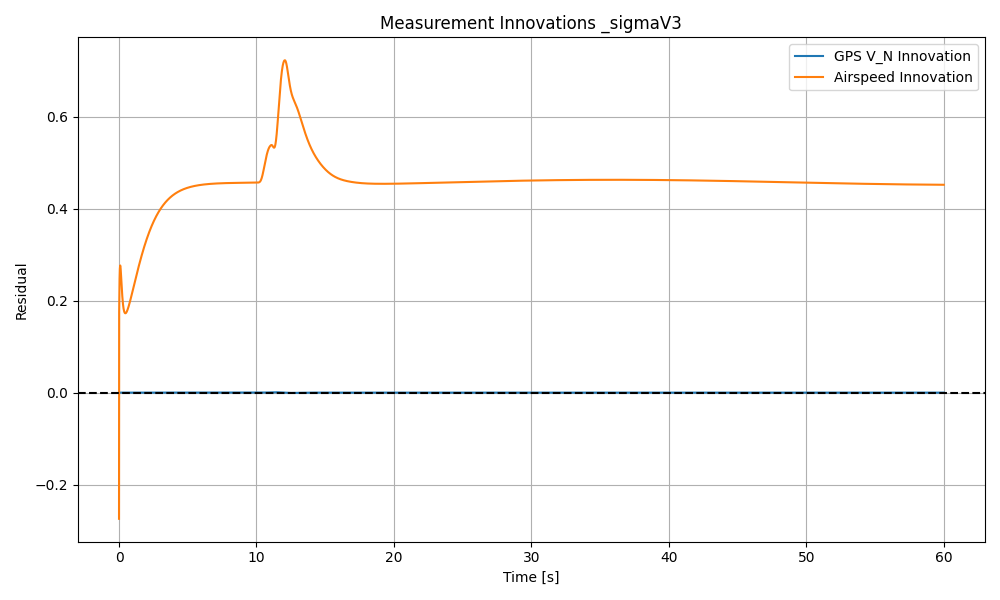 Measurement Innovations _sigmaV3
GPS V_N Innovation
Airspeed Innovation
Residual
0.6
0.4
0.2
0.0
−0.2
0
10
20
30
40
50
60
Time [s]